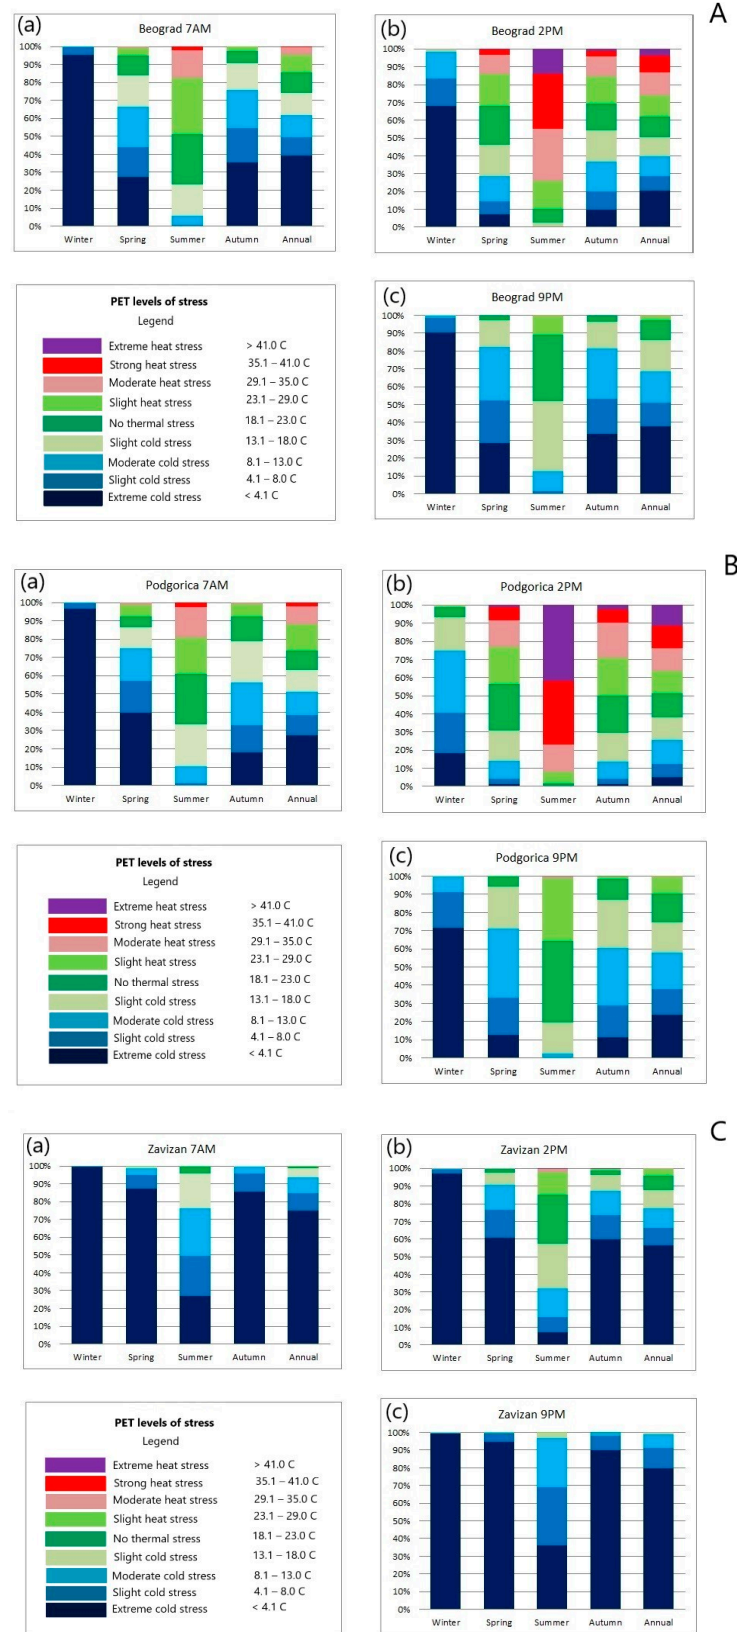 A
(a)
Beograd 7AM
100%
90%
80%
70%
60%
50%
40%
30%
20%
10%
0%
Winter Spring Summer Autumn Annual
(b)
Beograd 2PM
100%
90%
80%
70%
60%
50%
40%
30%
20%
10%
0%
Winter Spring Summer Autumn Annual
PET levels of stress
Legend
Extreme heat stress > 41.0 C
Strong heat stress 35.1 – 41.0 C
Moderate heat stress 29.1 – 35.0 C
Slight heat stress 23.1 – 29.0 C
No thermal stress 18.1 – 23.0 C
Slight cold stress 13.1 – 18.0 C
Moderate cold stress 8.1 – 13.0 C
Slight cold stress 4.1 – 8.0 C
Extreme cold stress < 4.1 C
(c)
Beograd 9PM
100%
90%
80%
70%
60%
50%
40%
30%
20%
10%
0%
Winter Spring Summer Autumn Annual
B
(a)
Podgorica 7AM
100%
90%
80%
70%
60%
50%
40%
30%
20%
10%
0%
Winter Spring Summer Autumn Annual
(b)
Podgorica 2PM
100%
90%
80%
70%
60%
50%
40%
30%
20%
10%
0%
Winter Spring Summer Autumn Annual
PET levels of stress
Legend
Extreme heat stress > 41.0 C
Strong heat stress 35.1 – 41.0 C
Moderate heat stress 29.1 – 35.0 C
Slight heat stress 23.1 – 29.0 C
No thermal stress 18.1 – 23.0 C
Slight cold stress 13.1 – 18.0 C
Moderate cold stress 8.1 – 13.0 C
Slight cold stress 4.1 – 8.0 C
Extreme cold stress < 4.1 C
(c)
Podgorica 9PM
100%
90%
80%
70%
60%
50%
40%
30%
20%
10%
0%
Winter Spring Summer Autumn Annual
C
(a)
Zavizan 7AM
100%
90%
80%
70%
60%
50%
40%
30%
20%
10%
0%
Winter Spring Summer Autumn Annual
(b)
Zavizan 2PM
100%
90%
80%
70%
60%
50%
40%
30%
20%
10%
0%
Winter Spring Summer Autumn Annual
PET levels of stress
Legend
Extreme heat stress > 41.0 C
Strong heat stress 35.1 – 41.0 C
Moderate heat stress 29.1 – 35.0 C
Slight heat stress 23.1 – 29.0 C
No thermal stress 18.1 – 23.0 C
Slight cold stress 13.1 – 18.0 C
Moderate cold stress 8.1 – 13.0 C
Slight cold stress 4.1 – 8.0 C
Extreme cold stress < 4.1 C
(c)
Zavizan 9PM
100%
90%
80%
70%
60%
50%
40%
30%
20%
10%
0%
Winter Spring Summer Autumn Annual